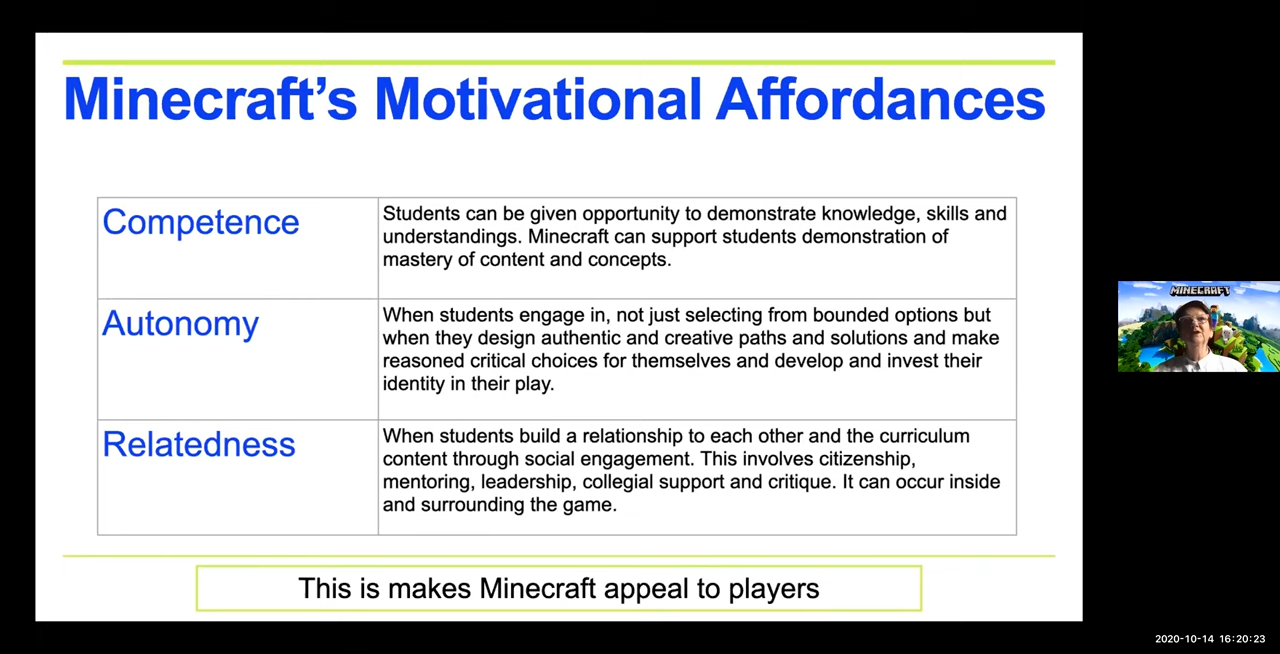 Minecraft's Motivational Affordances
Competence
Students can be given opportunity to demonstrate knowledge, skills and
understandings. Minecraft can support students demonstration of
mastery of content and concepts.
Autonomy
When students engage in, not just selecting from bounded options but
when they design authentic and creative paths and solutions and make
reasoned critical choices for themselves and develop and invest their
identity in their play.
Relatedness
When students build a relationship to each other and the curriculum
content through social engagement. This involves citizenship,
mentoring, leadership, collegial support and critique. It can occur inside
and surrounding the game.
This is makes Minecraft appeal to players
MINECRAFT
2020-10-14 16:20:23